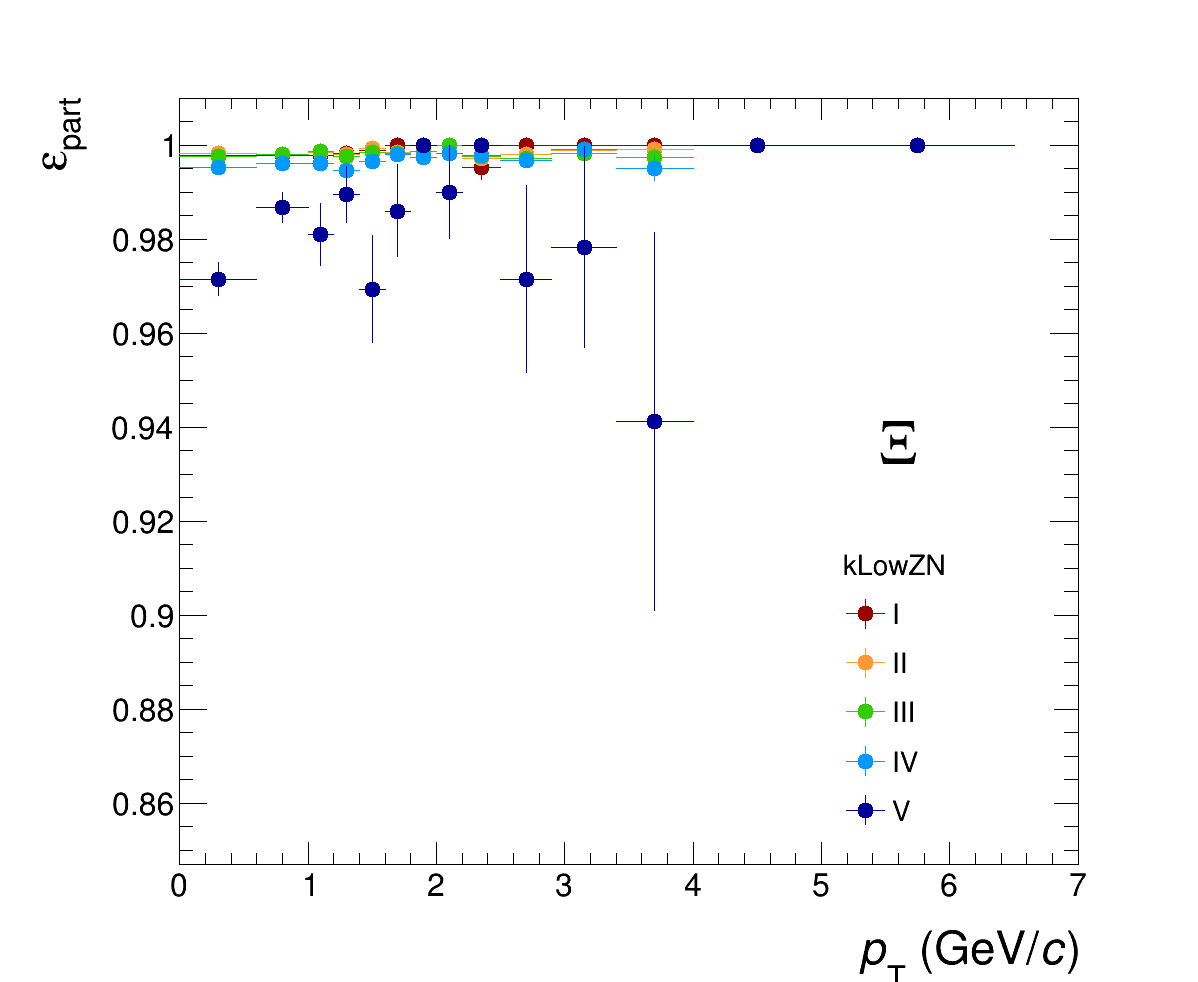 ε_part
1
0.98
0.96
0.94
0.92
0.9
0.88
0.86
Ξ
kLowZN
I
II
III
IV
V
0 1 2 3 4 5 6 7
p_T (GeV/c)